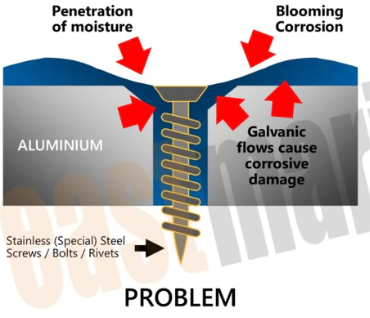 Penetration
of moisture
Blooming
Corrosion
ALUMINIUM
Galvanic
flows cause
corrosive
damage
Stainless (Special) Steel
Screws / Bolts / Rivets
PROBLEM